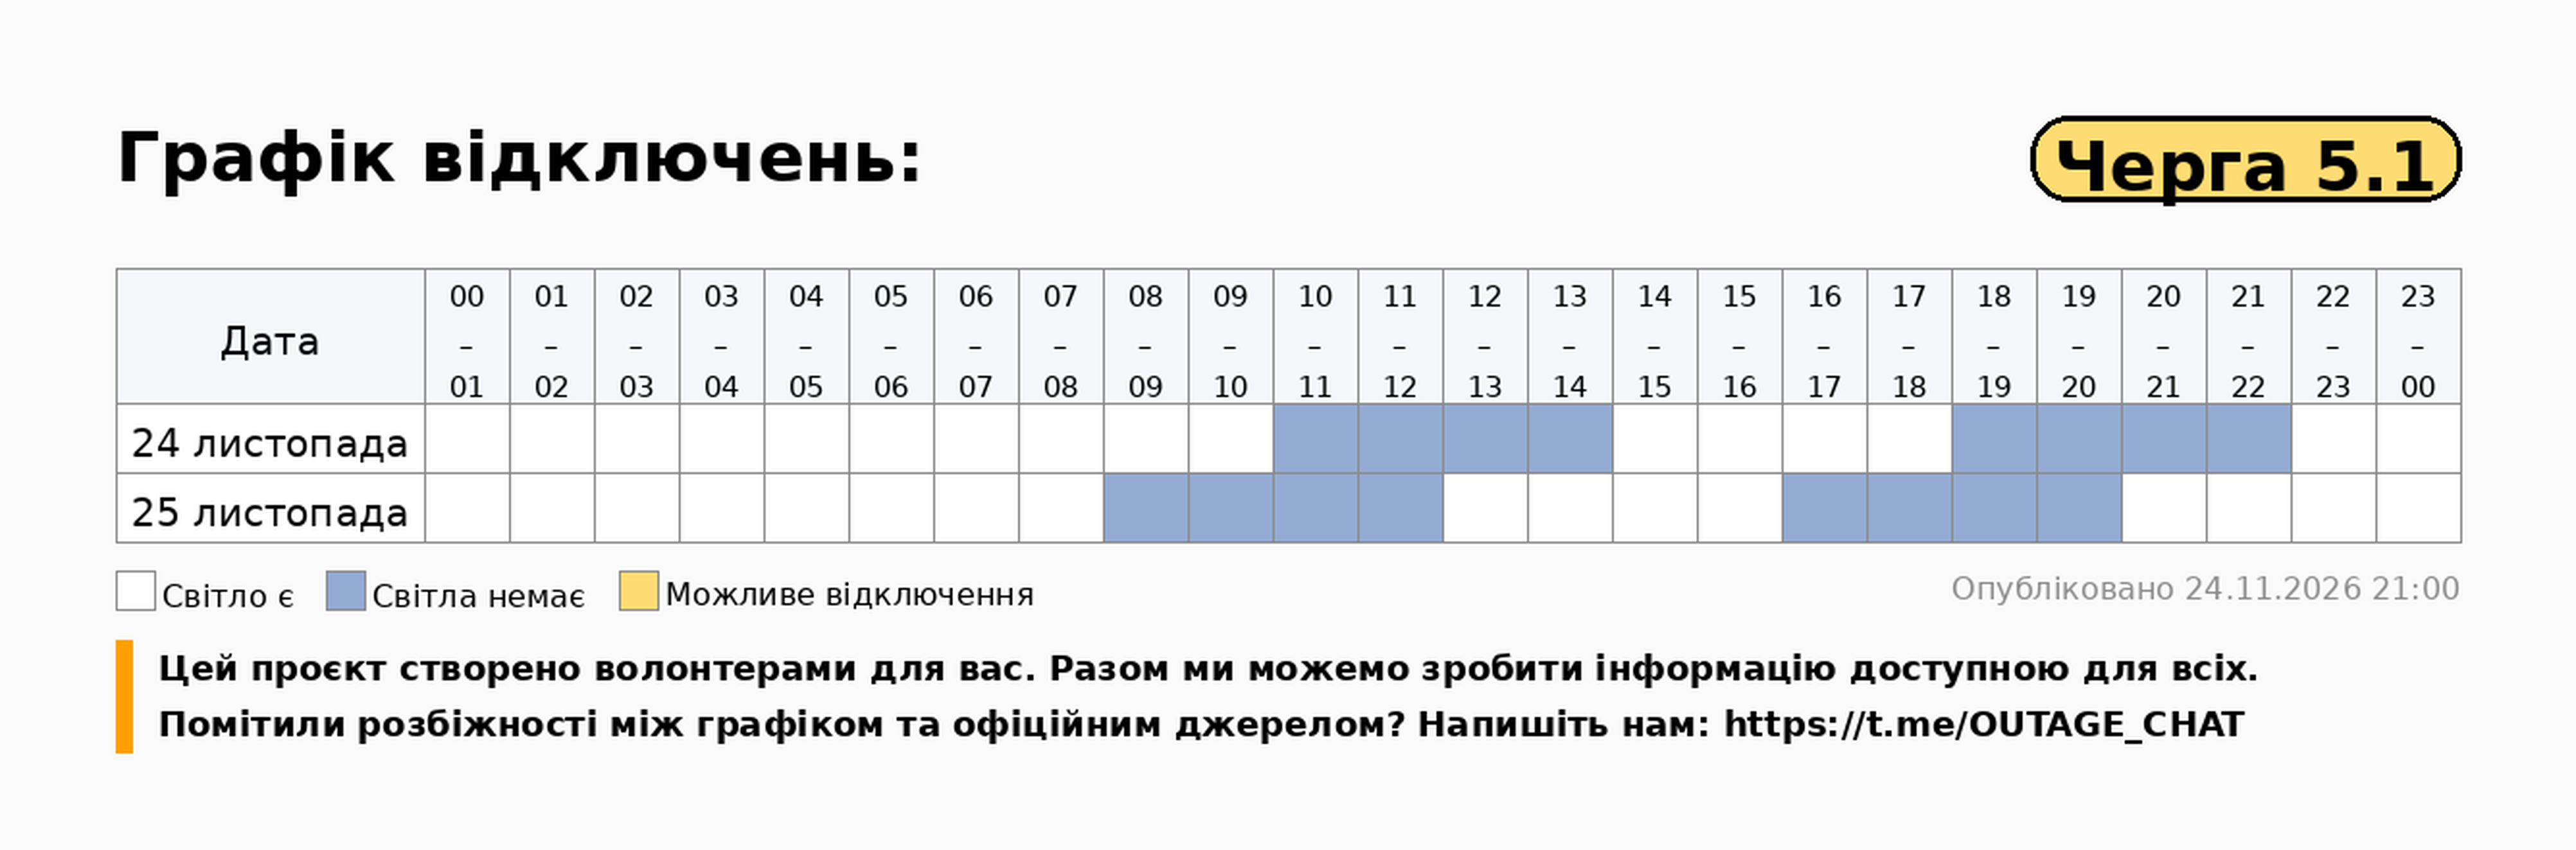 Графік відключень:
Черга 5.1
Дата 00 – 01 01 – 02 02 – 03 03 – 04 04 – 05 05 – 06 06 – 07 07 – 08 08 – 09 09 – 10 10 – 11 11 – 12 12 – 13 13 – 14 14 – 15 15 – 16 16 – 17 17 – 18 18 – 19 19 – 20 20 – 21 21 – 22 22 – 23 23 – 00
24 листопада
25 листопада
Світло є Світла немає Можливе відключення
Опубліковано 24.11.2026 21:00
Цей проєкт створено волонтерами для вас. Разом ми можемо зробити інформацію доступною для всіх.
Помітили розбіжності між графіком та офіційним джерелом? Напишіть нам: https://t.me/OUTAGE_CHAT